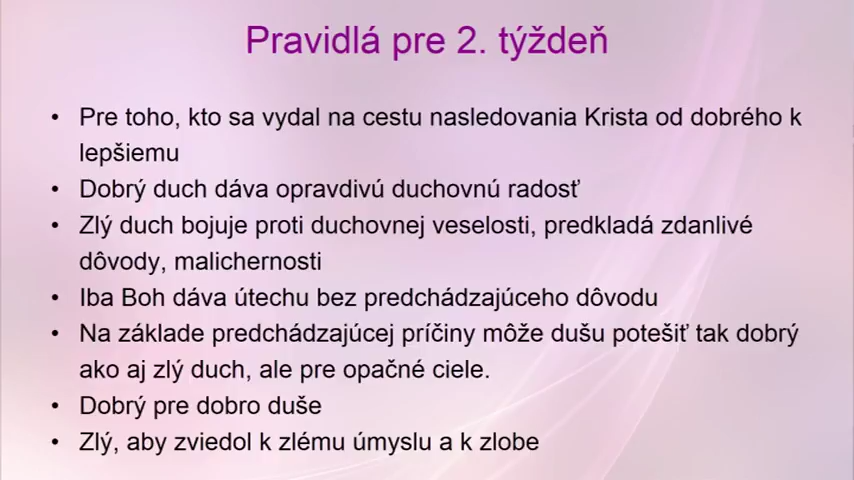 Pravidlá pre 2. týždeň
• Pre toho, kto sa vydal na cestu nasledovania Krista od dobrého k
lepšiemu
• Dobrý duch dáva opravdivú duchovnú radosť
• Zlý duch bojuje proti duchovnej veselosti, predkladá zdanlivé
dôvody, malichernosti
• Iba Boh dáva útechu bez predchádzajúceho dôvodu
• Na základe predchádzajúcej príčiny môže dušu potešiť tak dobrý
ako aj zlý duch, ale pre opačné ciele.
• Dobrý pre dobro duše
• Zlý, aby zviedol k zlému úmyslu a k zlobe